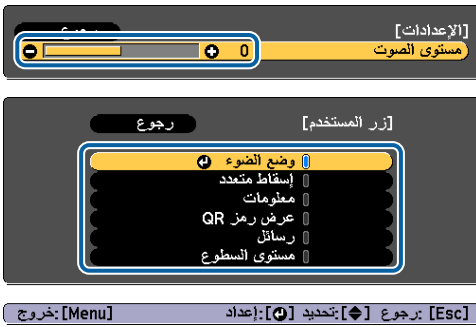 [الإعدادات]
رجوع
مستوى الصوت
0
[زر المستخدم]
رجوع
وضع الضوء
إسقاط متعدد
معلومات
عرض رمز QR
رسائل
مستوى السطوع
[Esc] :رجوع [♦]:تحديد [⏎]:إعداد [Menu]:خروج